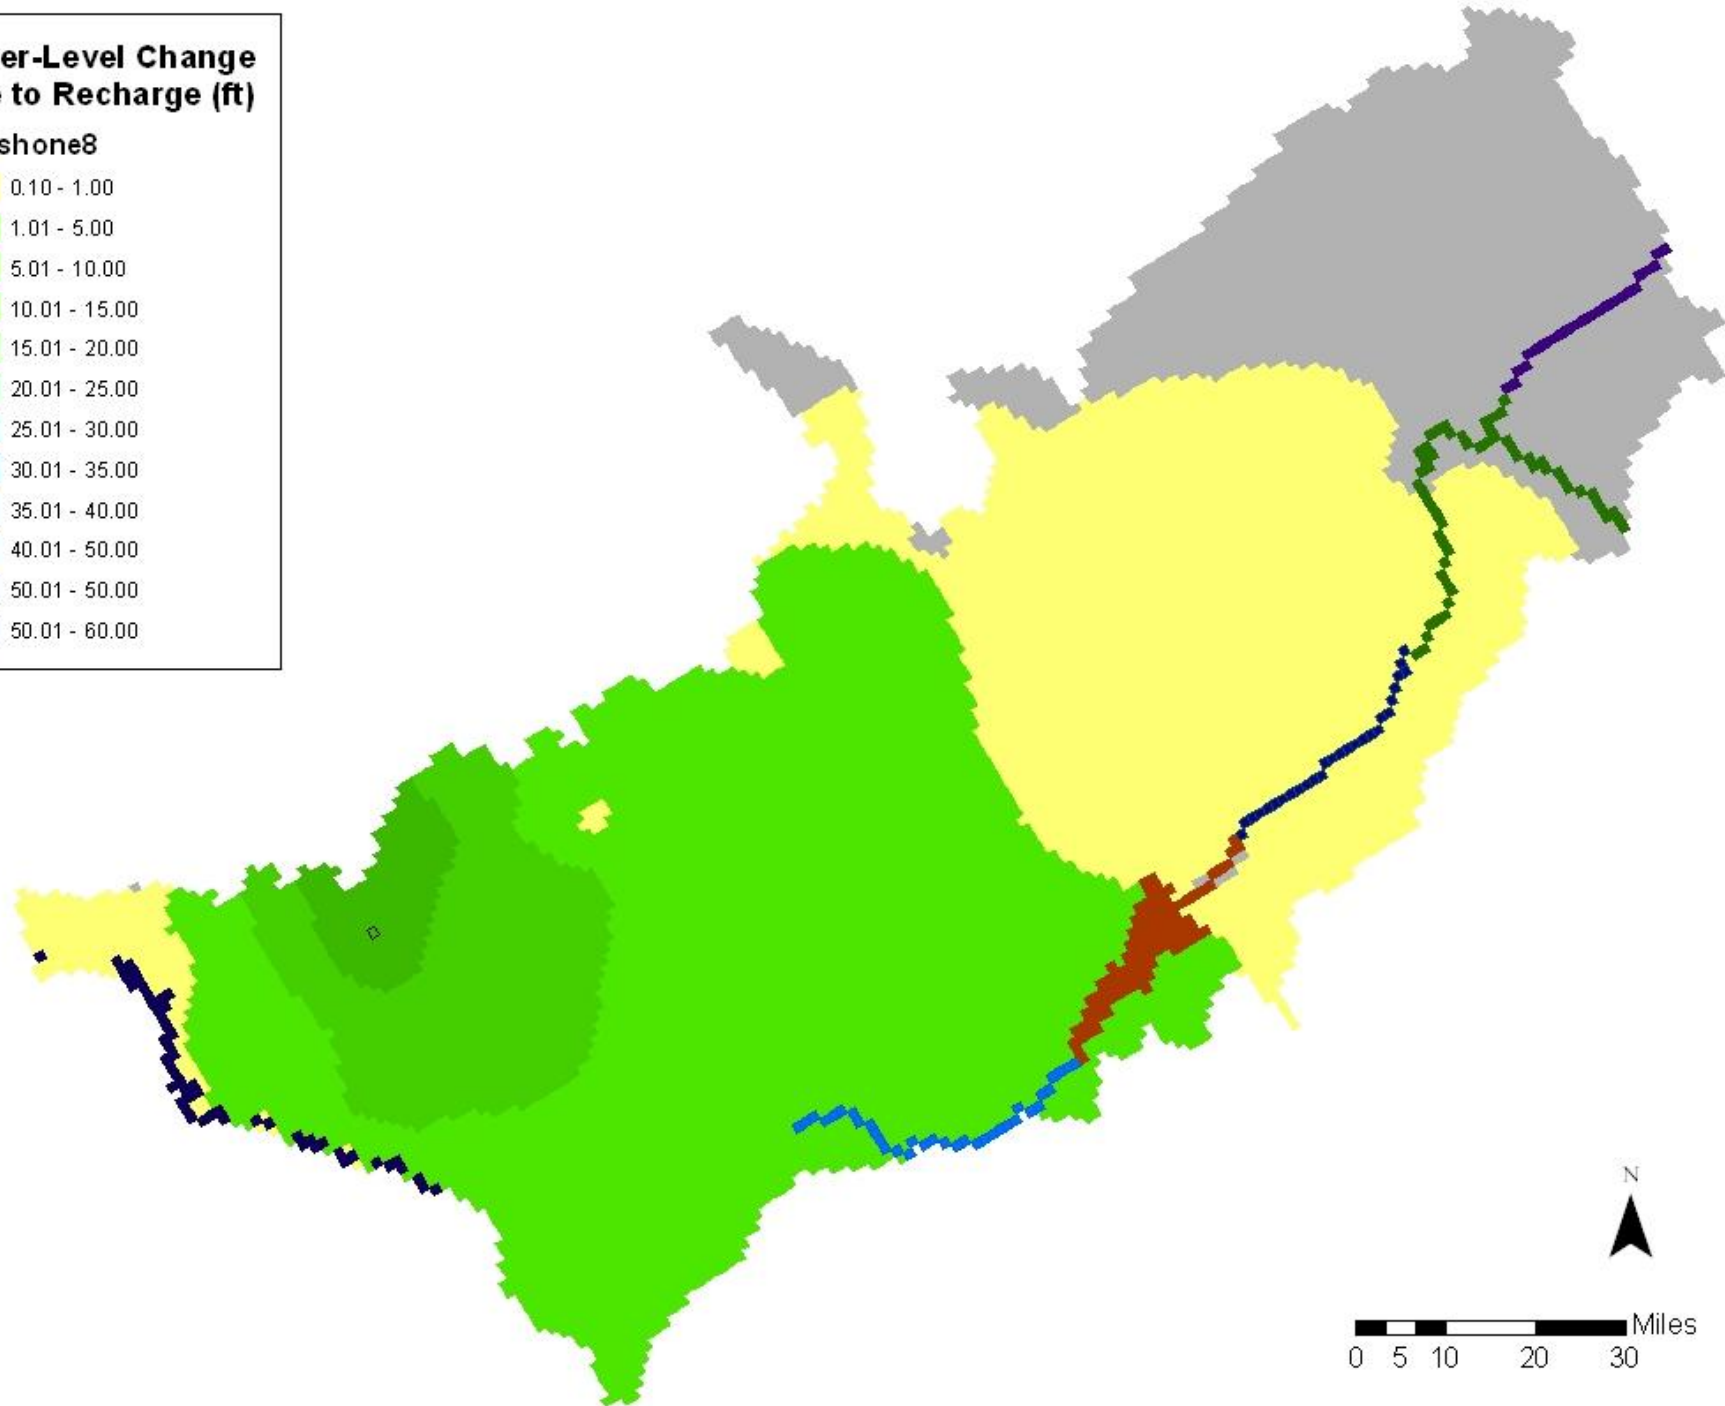 er-Level Change
e to Recharge (ft)
shone8
0.10 - 1.00
1.01 - 5.00
5.01 - 10.00
10.01 - 15.00
15.01 - 20.00
20.01 - 25.00
25.01 - 30.00
30.01 - 35.00
35.01 - 40.00
40.01 - 50.00
50.01 - 50.00
50.01 - 60.00
N
Miles
0 5 10 20 30